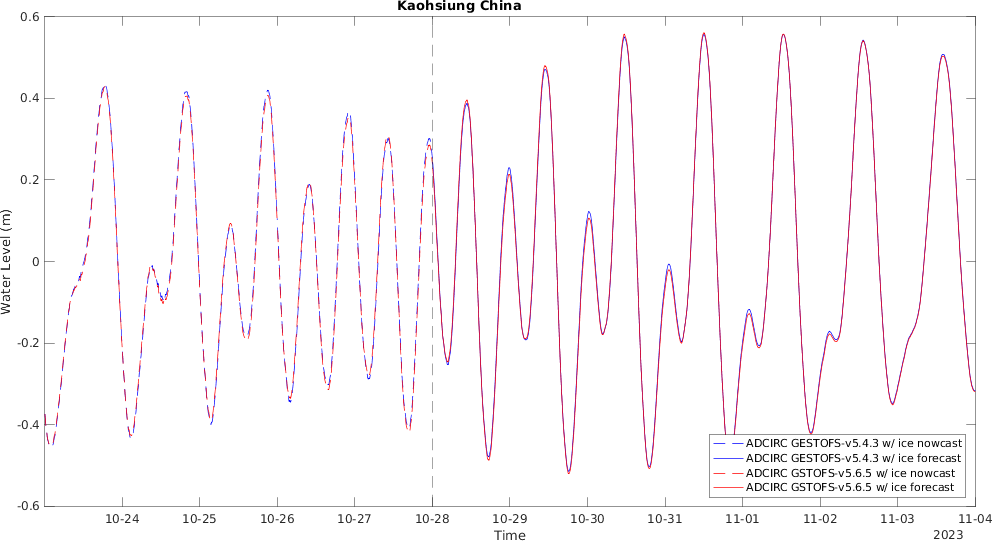 Kaohsiung China
0.6
0.4
0.2
0
-0.2
-0.4
-0.6
Water Level (m)
ADCIRC GESTOFS-v5.4.3 w/ ice nowcast
ADCIRC GESTOFS-v5.4.3 w/ ice forecast
ADCIRC GSTOFS-v5.6.5 w/ ice nowcast
ADCIRC GSTOFS-v5.6.5 w/ ice forecast
10-24 10-25 10-26 10-27 10-28 10-29 10-30 10-31 11-01 11-02 11-03 11-04
Time
2023